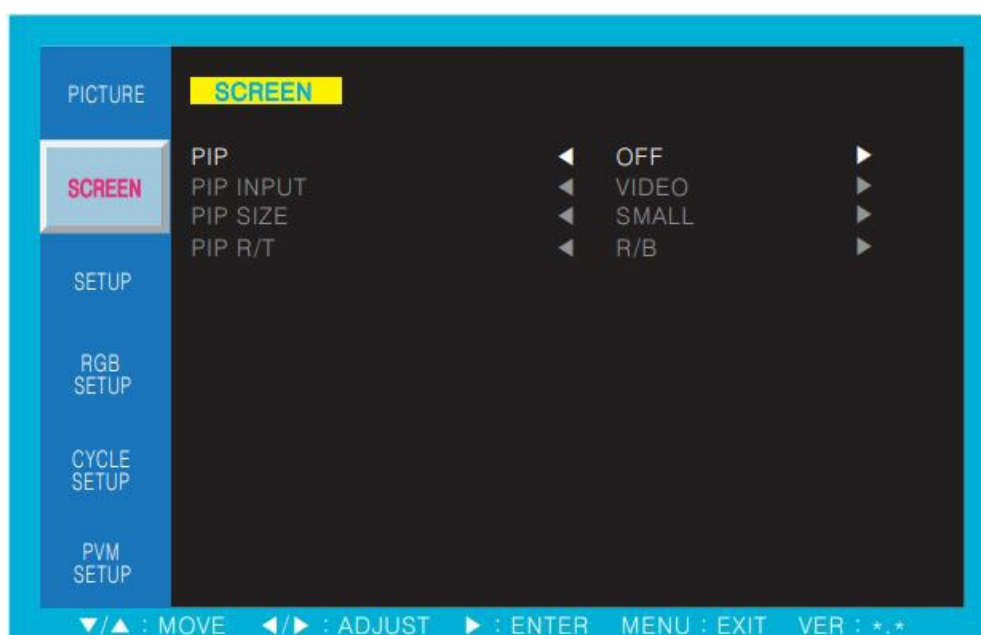 PICTURE
SCREEN
SETUP
RGB
SETUP
CYCLE
SETUP
PVM
SETUP
SCREEN
PIP ◀ OFF ▶
PIP INPUT ◀ VIDEO ▶
PIP SIZE ◀ SMALL ▶
PIP R/T ◀ R/B ▶
▼/▲ : MOVE ◀/▶ : ADJUST ▶ : ENTER MENU : EXIT VER : *.*